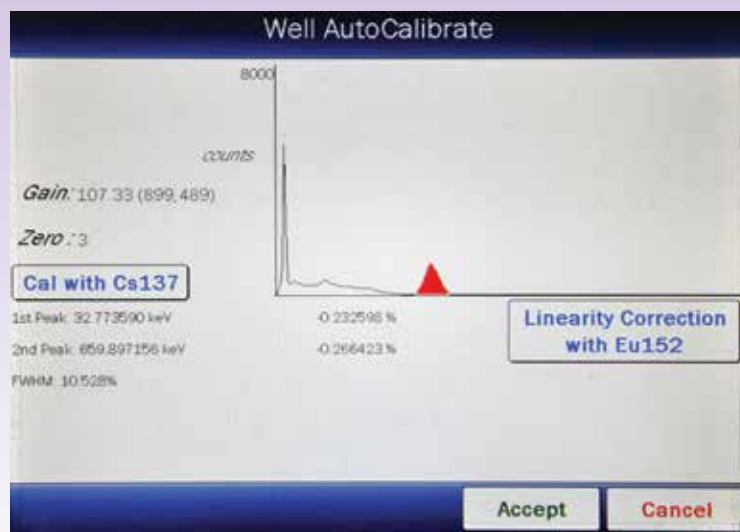 Well AutoCalibrate
8000
counts
Gain: 107.33 (899, 489)
Zero : 3
Cal with Cs137
1st Peak: 32.773590 keV -0.232598 %
2nd Peak: 659.897156 keV -0.266423 %
FWHM: 10.528%
Linearity Correction
with Eu152
Accept
Cancel